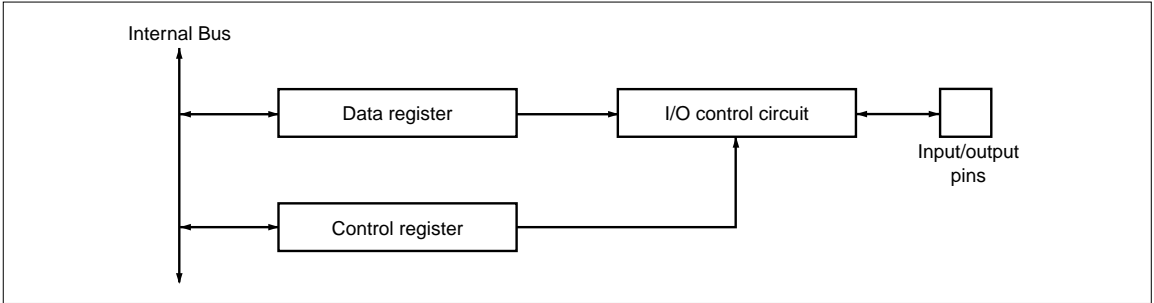 Internal Bus
Data register
I/O control circuit
Input/output
pins
Control register